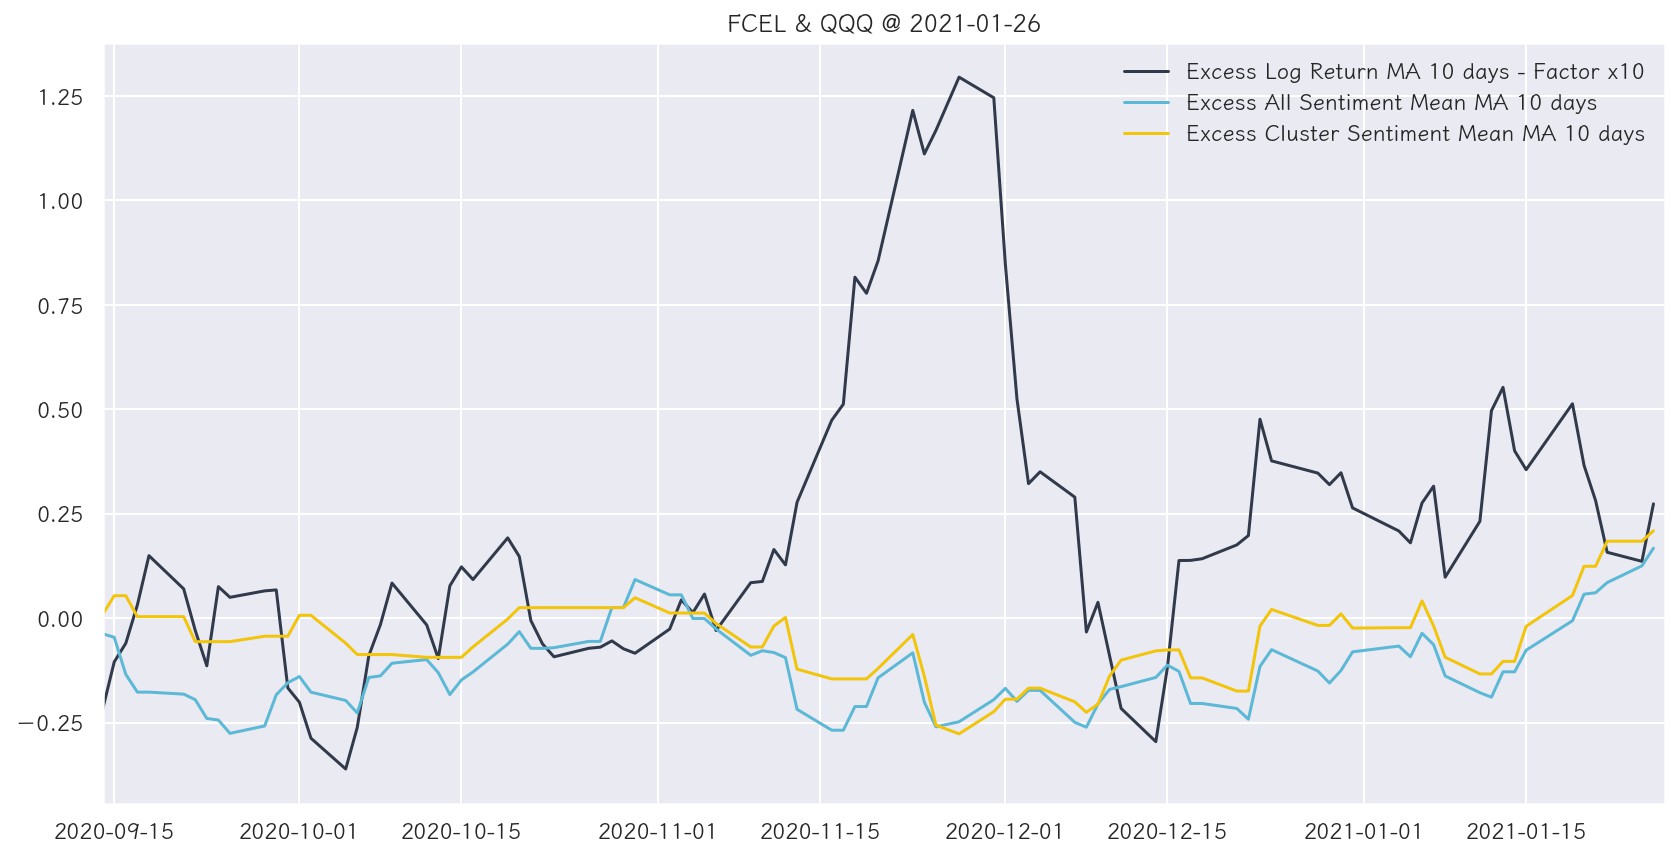 FCEL & QQQ @ 2021-01-26
Excess Log Return MA 10 days - Factor x10
Excess All Sentiment Mean MA 10 days
Excess Cluster Sentiment Mean MA 10 days
1.25
1.00
0.75
0.50
0.25
0.00
−0.25
2020-09-15 2020-10-01 2020-10-15 2020-11-01 2020-11-15 2020-12-01 2020-12-15 2021-01-01 2021-01-15